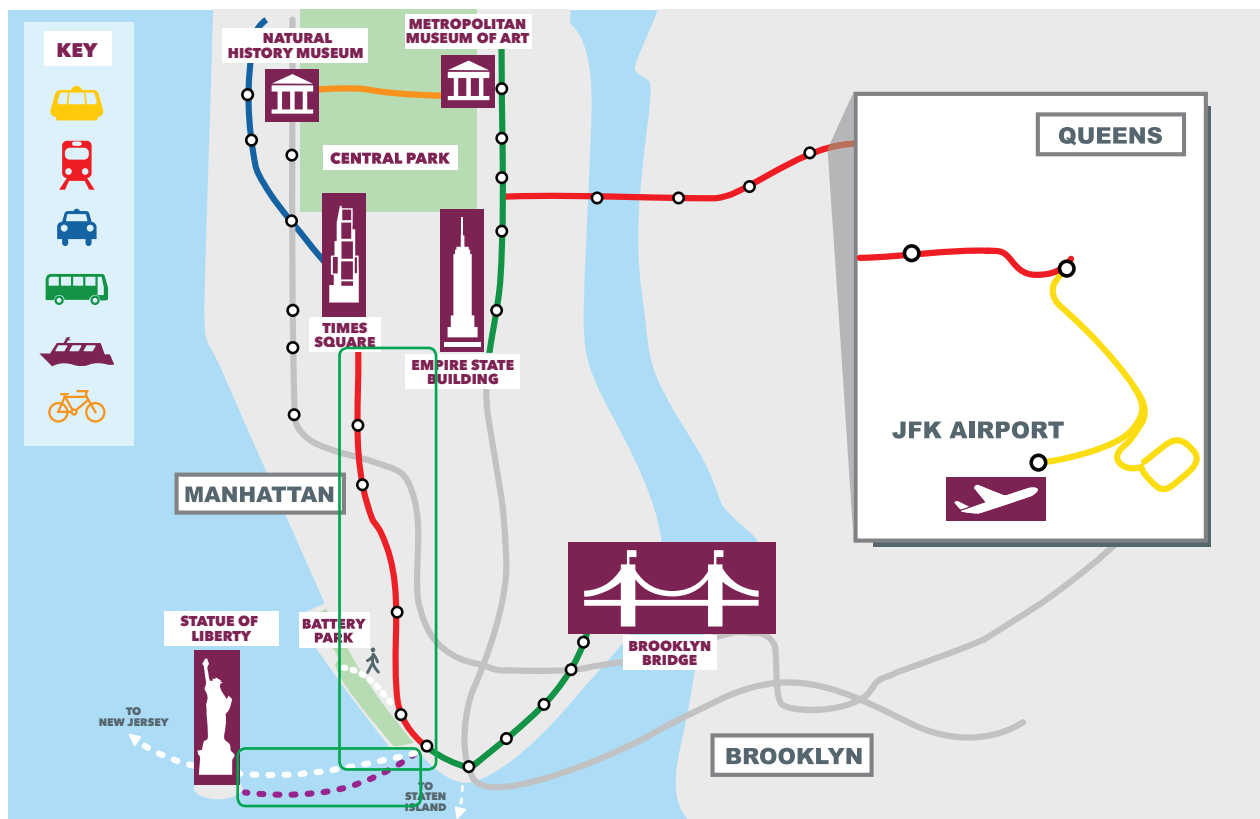 KEY
NATURAL
HISTORY MUSEUM
METROPOLITAN
MUSEUM OF ART
CENTRAL PARK
QUEENS
TIMES
SQUARE
EMPIRE STATE
BUILDING
JFK AIRPORT
MANHATTAN
STATUE OF
LIBERTY
BATTERY
PARK
BROOKLYN
BRIDGE
TO
NEW JERSEY
BROOKLYN
TO
STATEN
ISLAND